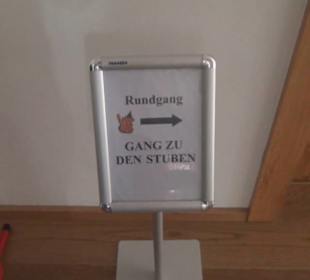 Rundgang
GANG ZU
DEN STUBEN